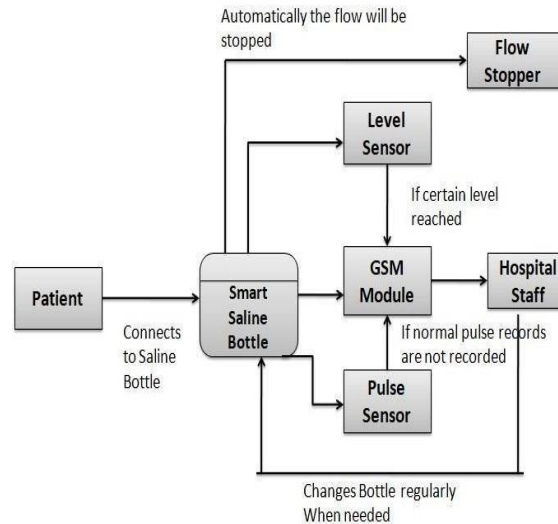 Automatically the flow will be
stopped
Flow
Stopper
Level
Sensor
If certain level
reached
Patient
Connects
to Saline
Bottle
Smart
Saline
Bottle
GSM
Module
Hospital
Staff
If normal pulse records
are not recorded
Pulse
Sensor
Changes Bottle regularly
When needed